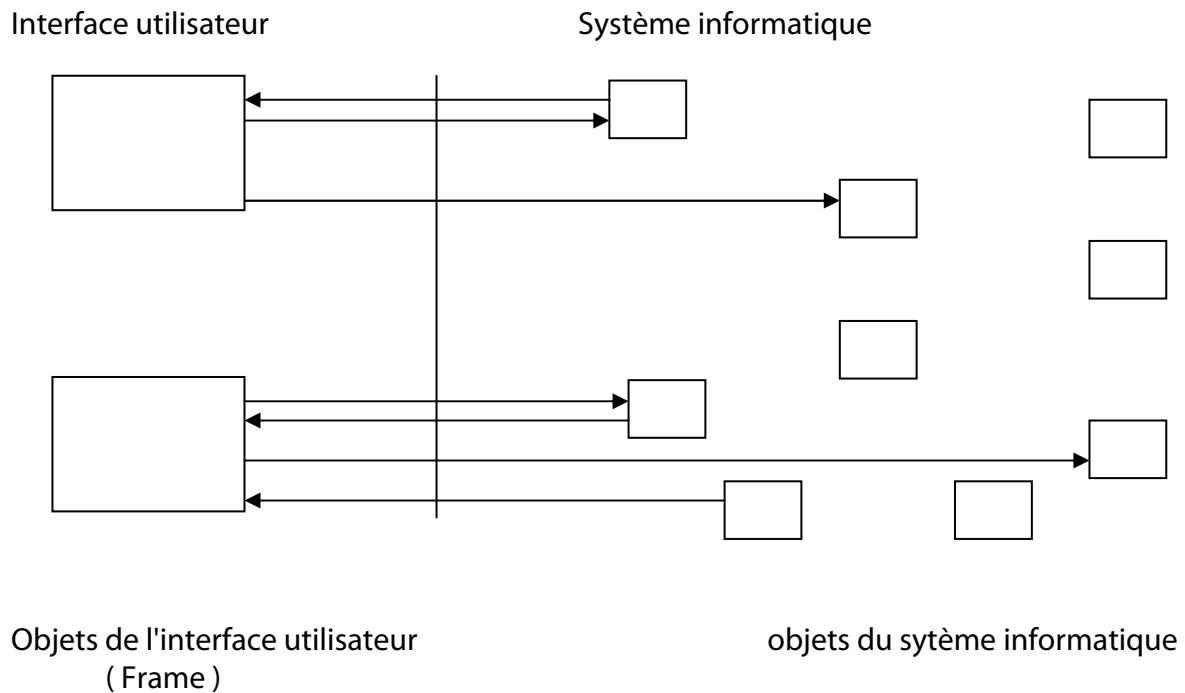 Interface utilisateur
Système informatique
Objets de l'interface utilisateur
( Frame )
objets du sytème informatique